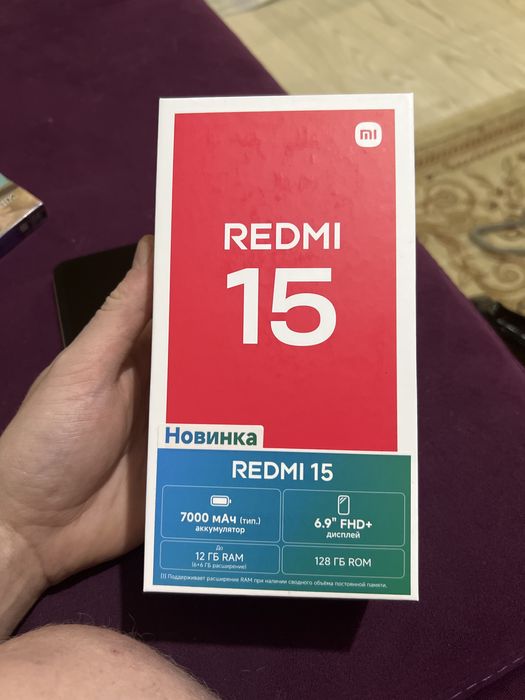 mi
REDMI
15
Новинка
REDMI 15
7000 мАч (тип.)
аккумулятор
6.9" FHD+
дисплей
До
12 ГБ RAM
(6+6 ГБ расширение)
128 ГБ ROM
(1) Поддерживает расширение RAM при наличии сводного объёма постоянной памяти.